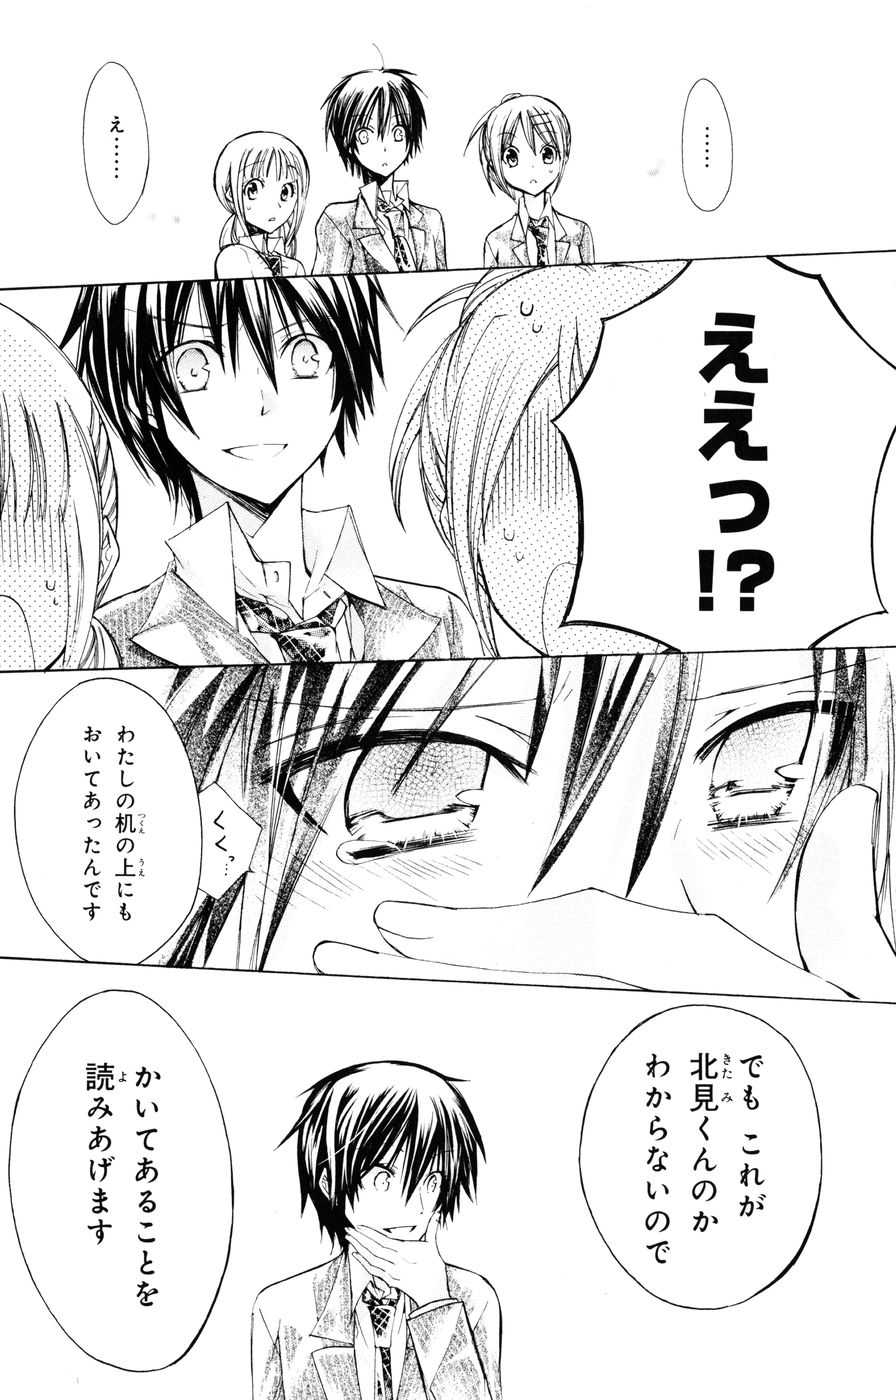 ……
え……
ええっ!?
わたしの机の上にも
おいてあったんです
くくっ…
でも これが
北見くんのか
わからないので
かいてあることを
読みあげます